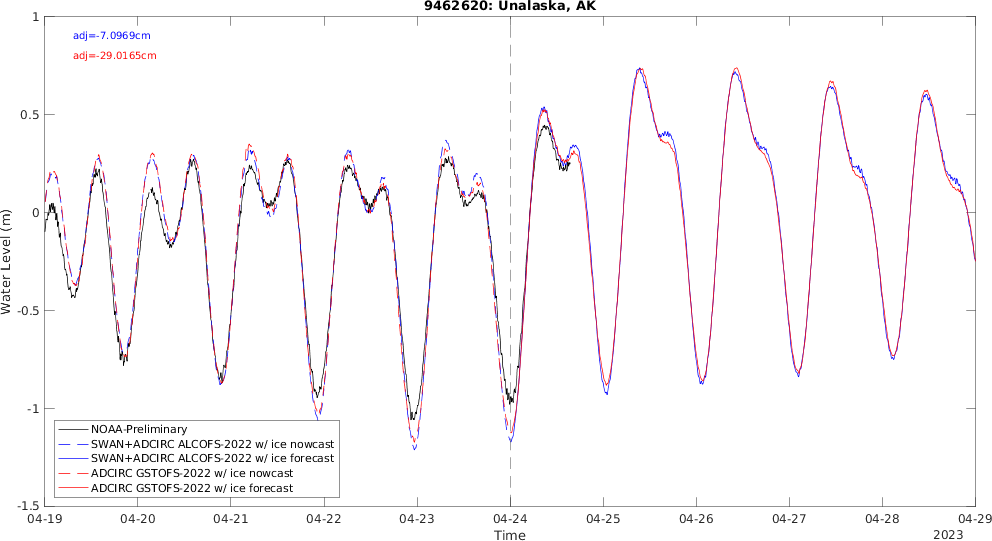 9462620: Unalaska, AK
adj=-7.0969cm
adj=-29.0165cm
Water Level (m)
1
0.5
0
-0.5
-1
-1.5
NOAA-Preliminary
SWAN+ADCIRC ALCOFS-2022 w/ ice nowcast
SWAN+ADCIRC ALCOFS-2022 w/ ice forecast
ADCIRC GSTOFS-2022 w/ ice nowcast
ADCIRC GSTOFS-2022 w/ ice forecast
04-19 04-20 04-21 04-22 04-23 04-24 04-25 04-26 04-27 04-28 04-29
Time
2023